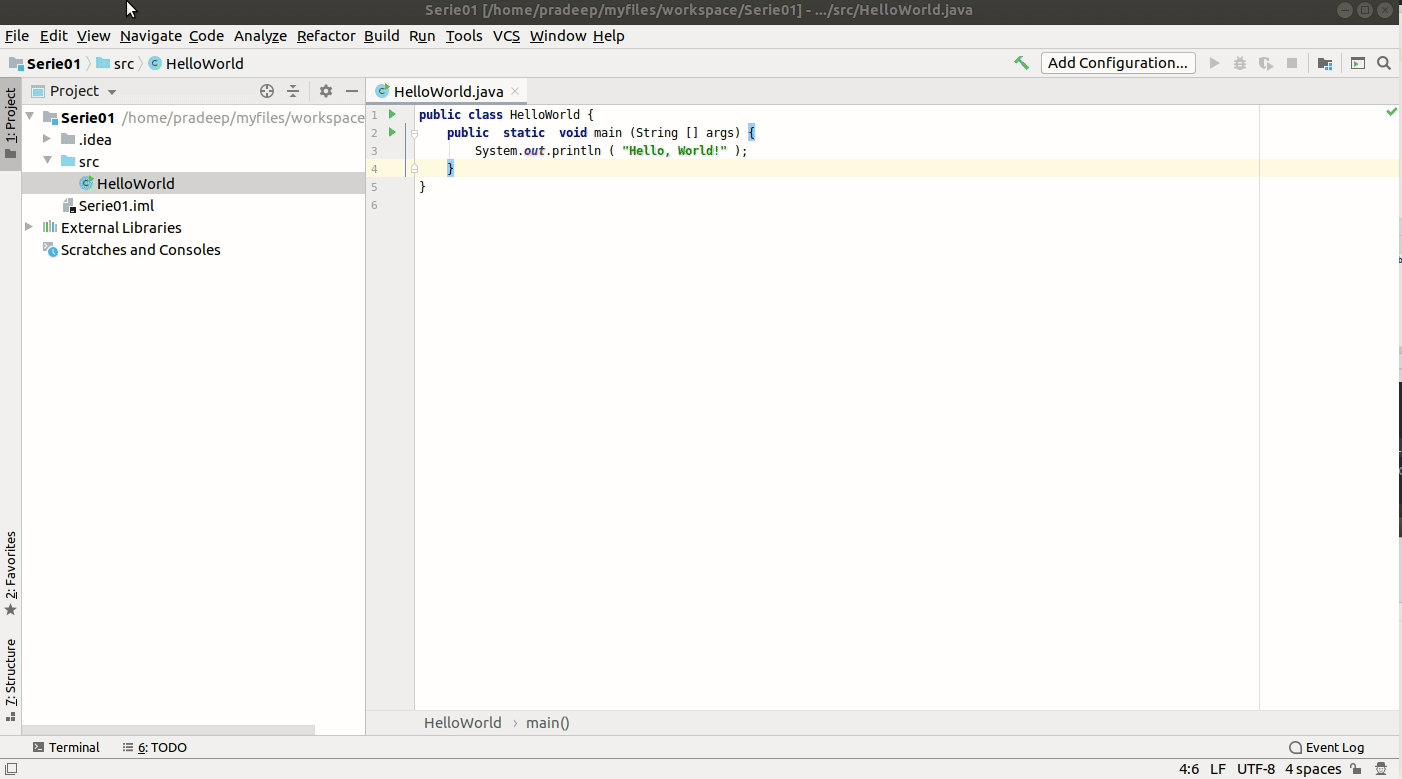 Serie01 [/home/pradeep/myfiles/workspace/Serie01] - .../src/HelloWorld.java
File Edit View Navigate Code Analyze Refactor Build Run Tools VCS Window Help
Serie01 src HelloWorld
Add Configuration...
1: Project
Project
HelloWorld.java
Serie01 /home/pradeep/myfiles/workspace
.idea
src
HelloWorld
Serie01.iml
External Libraries
Scratches and Consoles
1 public class HelloWorld {
2 public static void main (String [] args) {
3 System.out.println ( "Hello, World!" );
4 }
5 }
6
2: Favorites
7: Structure
HelloWorld › main()
Terminal 6: TODO
Event Log
4:6 LF UTF-8 4 spaces